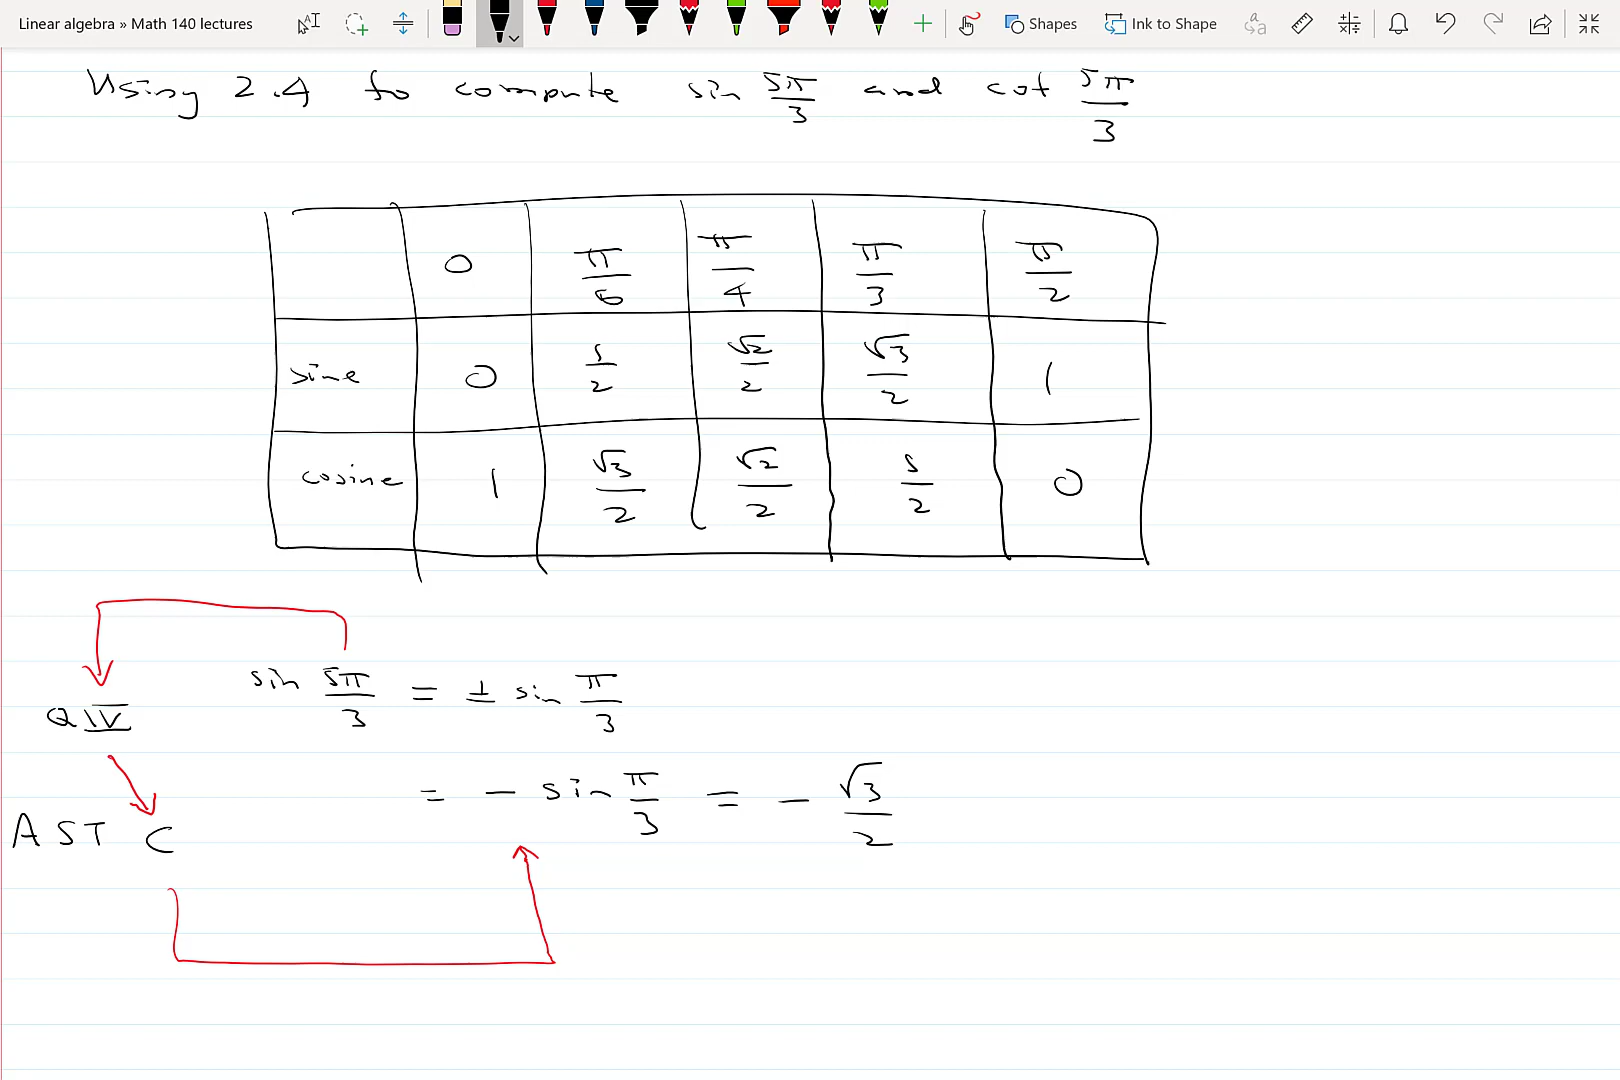 Linear algebra » Math 140 lectures
Shapes
Ink to Shape
Using 2.4 to compute sin 5π/3 and cot 5π/3
0 π/6 π/4 π/3 π/2
sine 0 1/2 √2/2 √3/2 1
cosine 1 √3/2 √2/2 1/2 0
sin 5π/3 = ± sin π/3
QIV
= - sin π/3 = - √3/2
A S T C